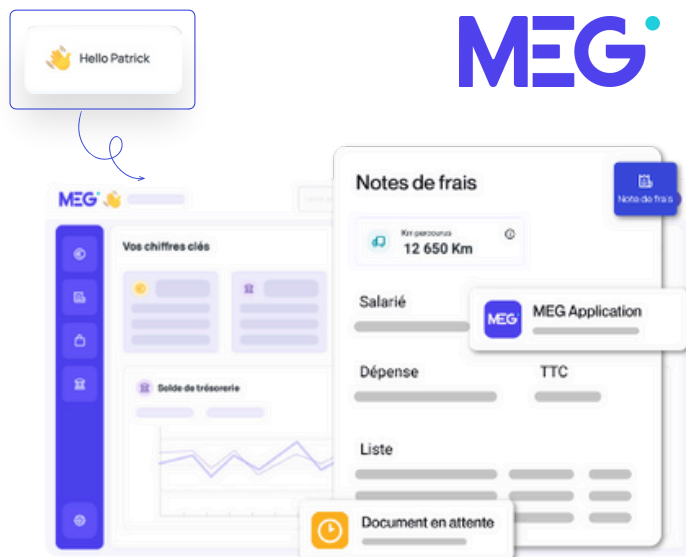 Hello Patrick
MEG
MEG
Vos chiffres clés
Solde de trésorerie
Notes de frais
Note de frais
Km parcourus
12 650 Km
Salarié
MEG
MEG Application
Dépense
TTC
Liste
Document en attente